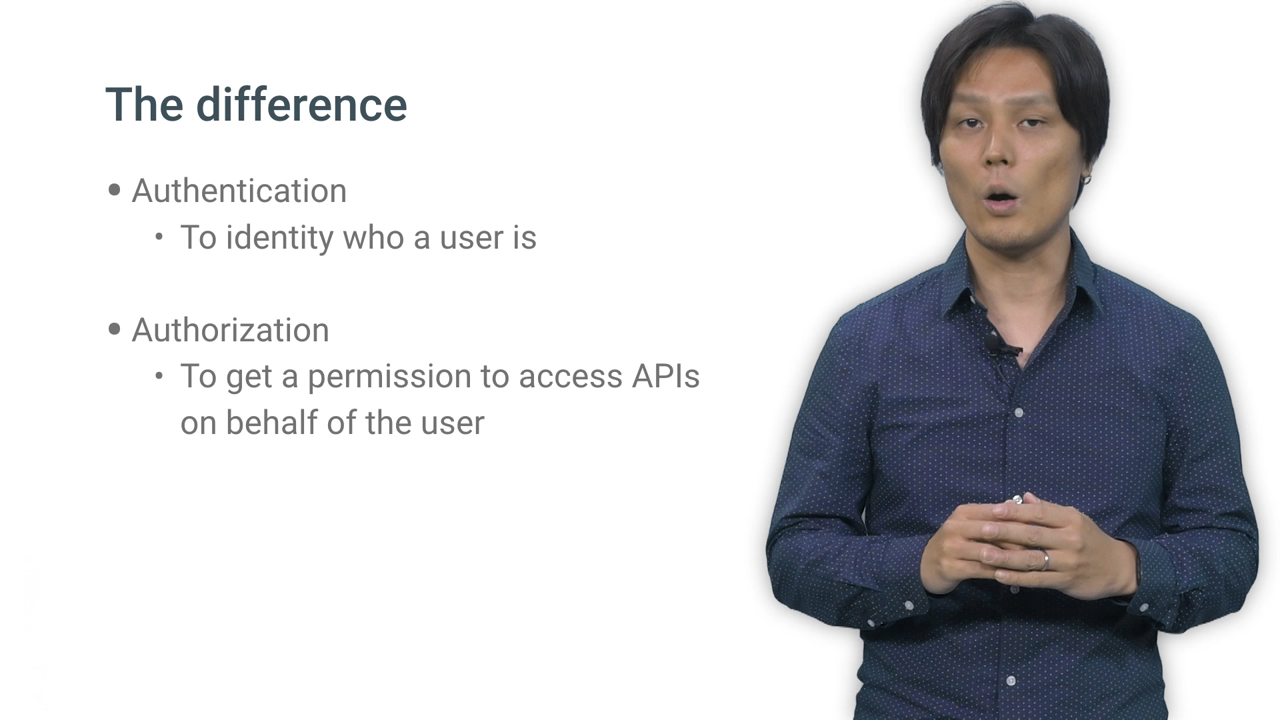 The difference
• Authentication
• To identity who a user is
• Authorization
• To get a permission to access APIs
on behalf of the user